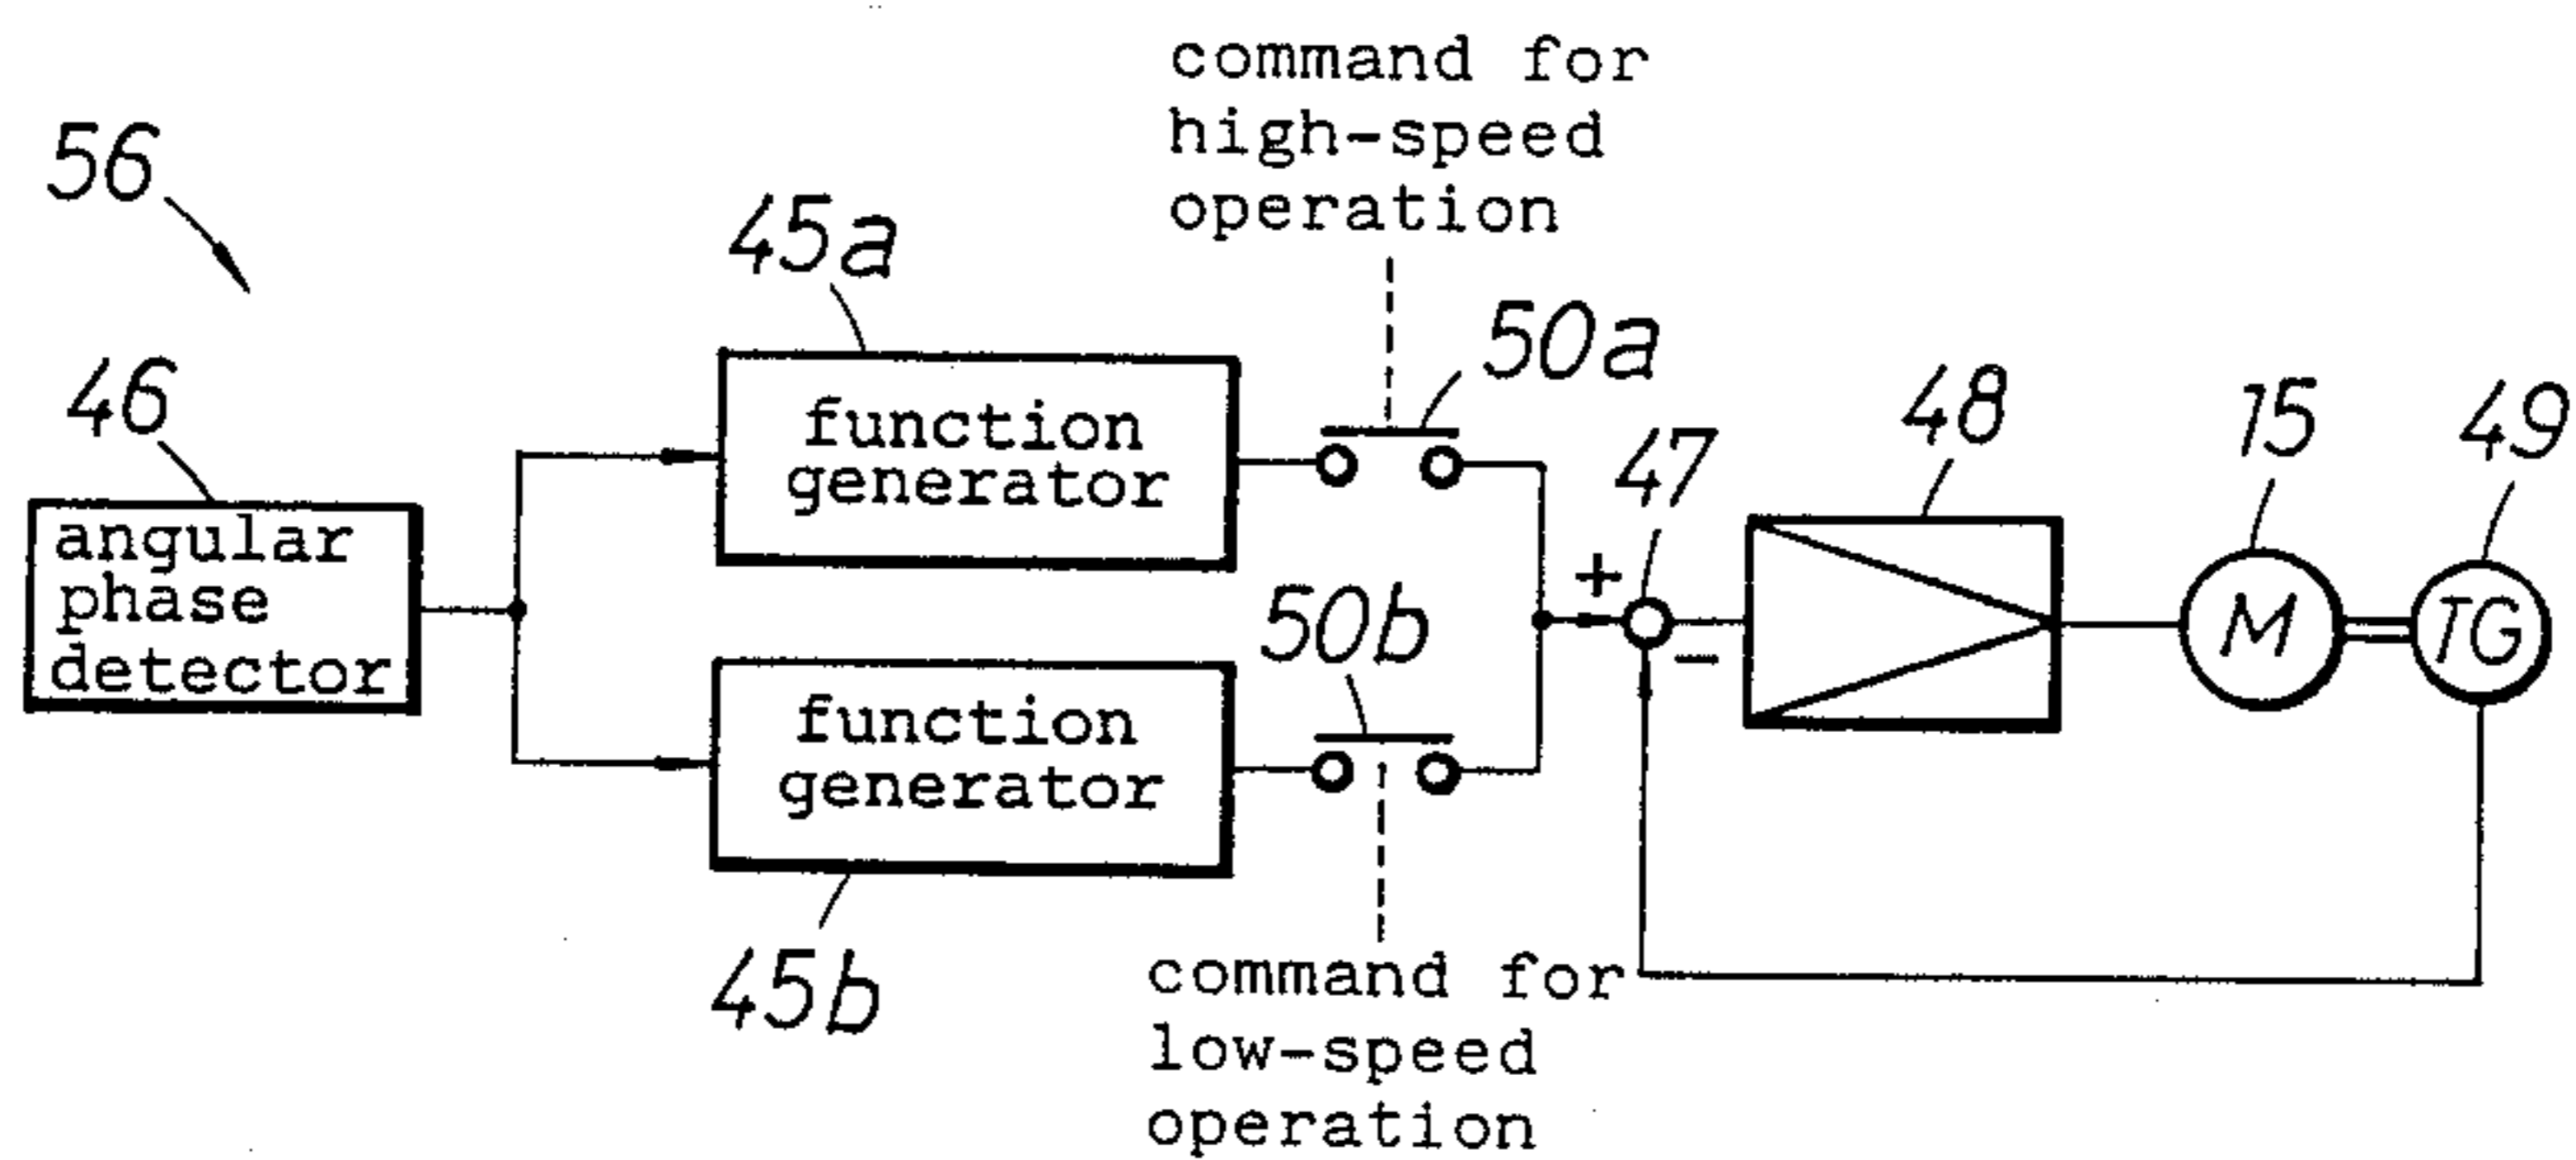 command for
high-speed
operation
56
45a
50a
46
function
generator
48
15
49
47
angular
phase
detector
+
-
M
TG
50b
function
generator
45b
command for
low-speed
operation